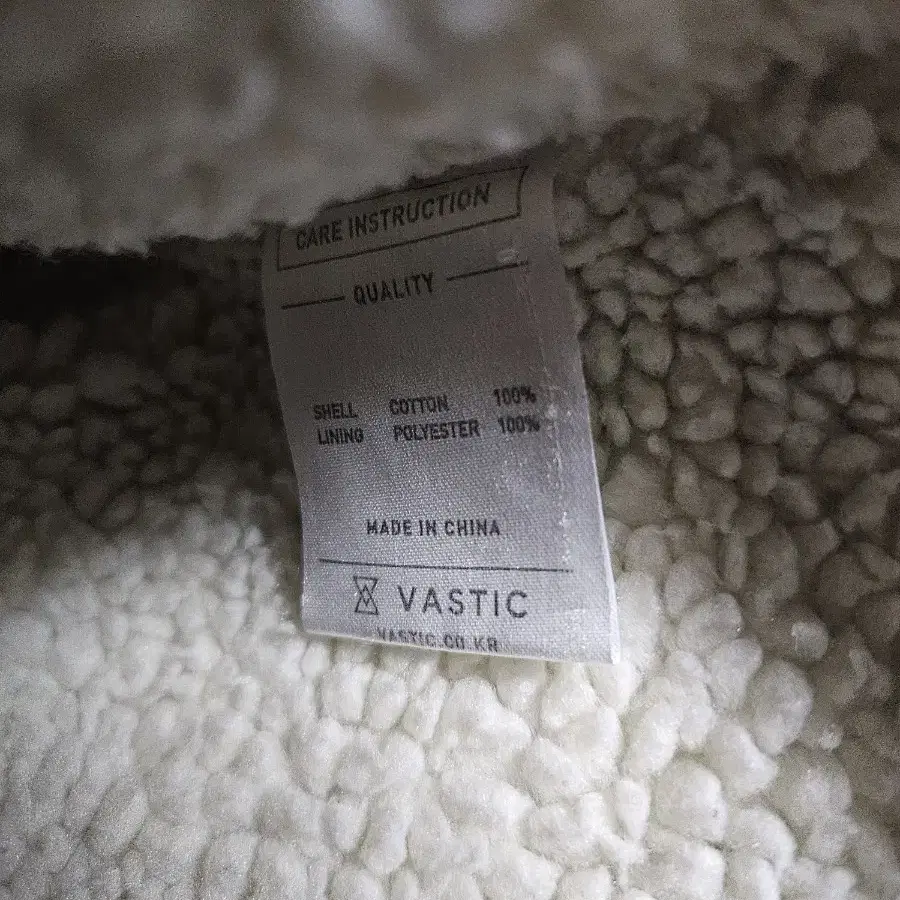 CARE INSTRUCTION
QUALITY
SHELL COTTON 100%
LINING POLYESTER 100%
MADE IN CHINA
VASTIC
VASTIC.CO.KR